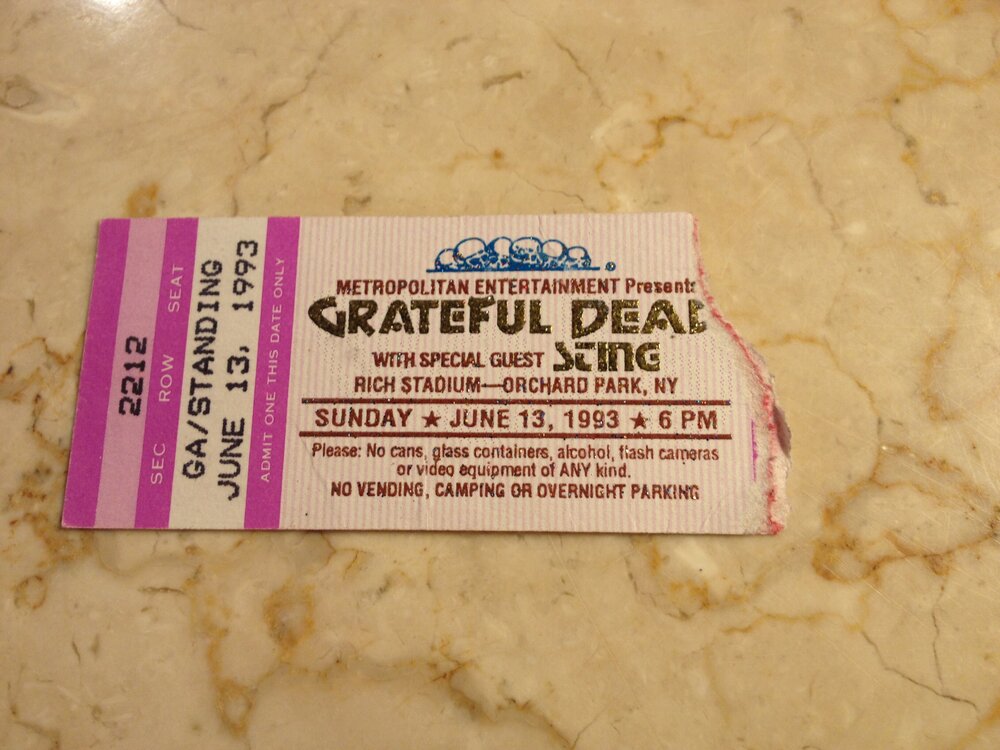 2212
SEC ROW SEAT
GA/STANDING
JUNE 13, 1993
ADMIT ONE THIS DATE ONLY
METROPOLITAN ENTERTAINMENT Presents
GRATEFUL DEAD
WITH SPECIAL GUEST STING
RICH STADIUM—ORCHARD PARK, NY
SUNDAY ★ JUNE 13, 1993 ★ 6 PM
Please: No cans, glass containers, alcohol, flash cameras
or video equipment of ANY kind.
NO VENDING, CAMPING OR OVERNIGHT PARKING